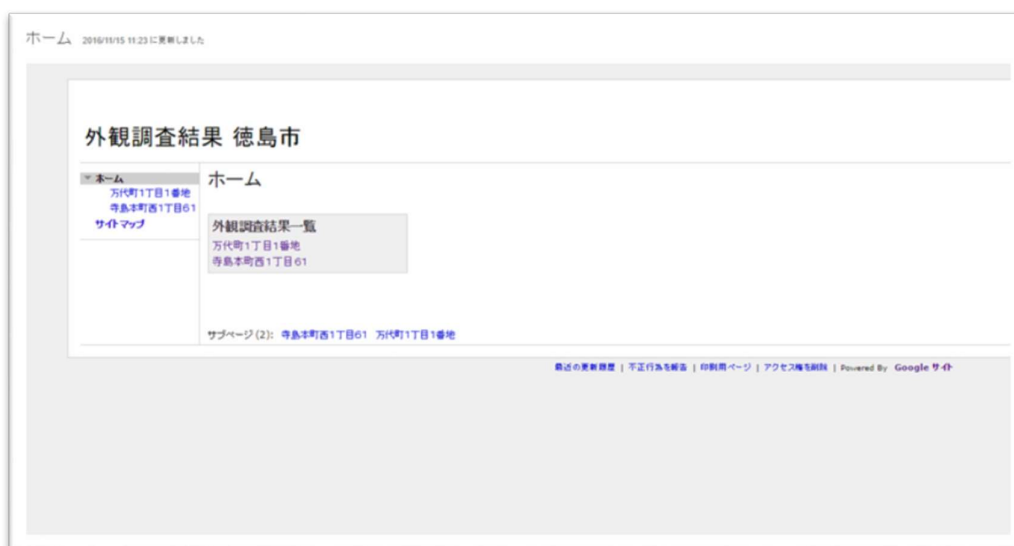 ホーム 2016/11/15 11:23に更新しました
外観調査結果 徳島市
ホーム
万代町1丁目1番地
寺島本町西1丁目61
サイトマップ
ホーム
外観調査結果一覧
万代町1丁目1番地
寺島本町西1丁目61
サブページ (2): 寺島本町西1丁目61 万代町1丁目1番地
最近の更新履歴 | 不正行為を報告 | 印刷用ページ | アクセス権を削除 | Powered By Google サイト